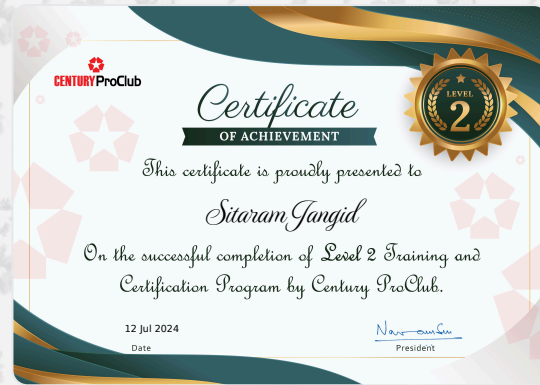 CENTURY ProClub
LEVEL
2
Certificate
OF ACHIEVEMENT
This certificate is proudly presented to
Sitaram Jangid
On the successful completion of Level 2 Training and
Certification Program by Century ProClub.
12 Jul 2024
Date
President